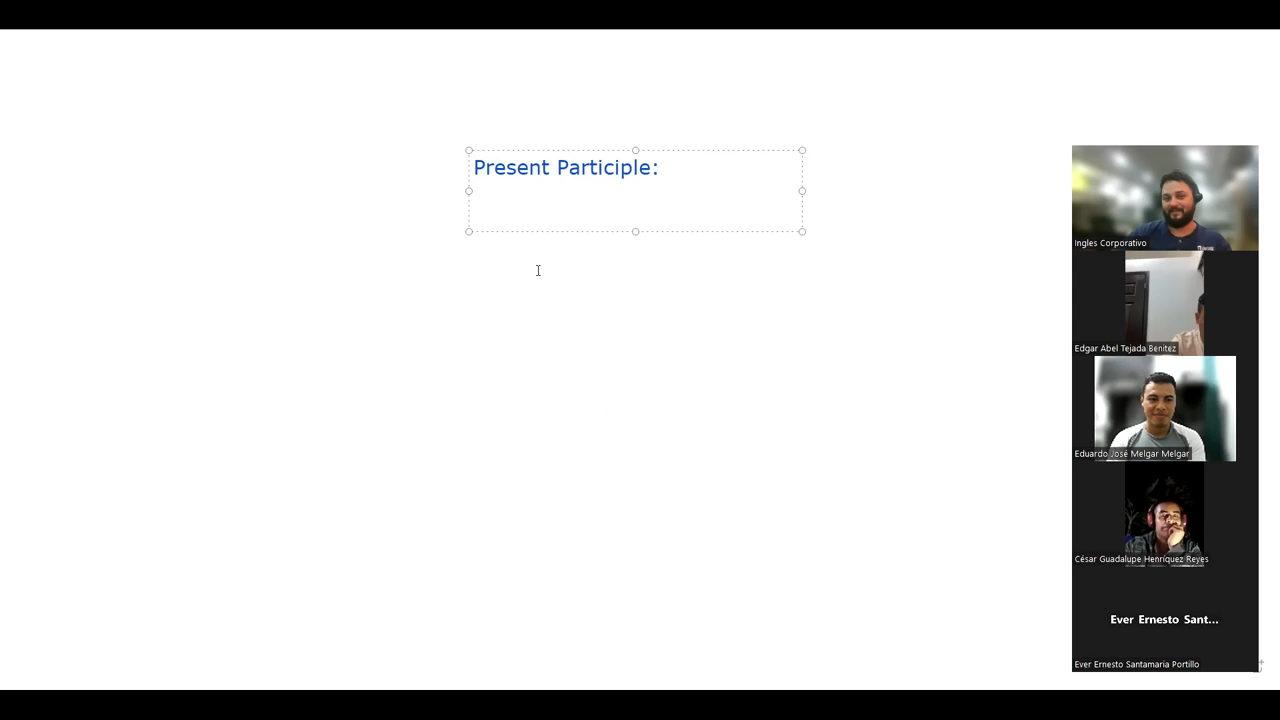 Present Participle:
Ingles Corporativo
Edgar Abel Tejada Benitez
Eduardo José Melgar Melgar
César Guadalupe Henríquez Reyes
Ever Ernesto Sant...
Ever Ernesto Santamaria Portillo